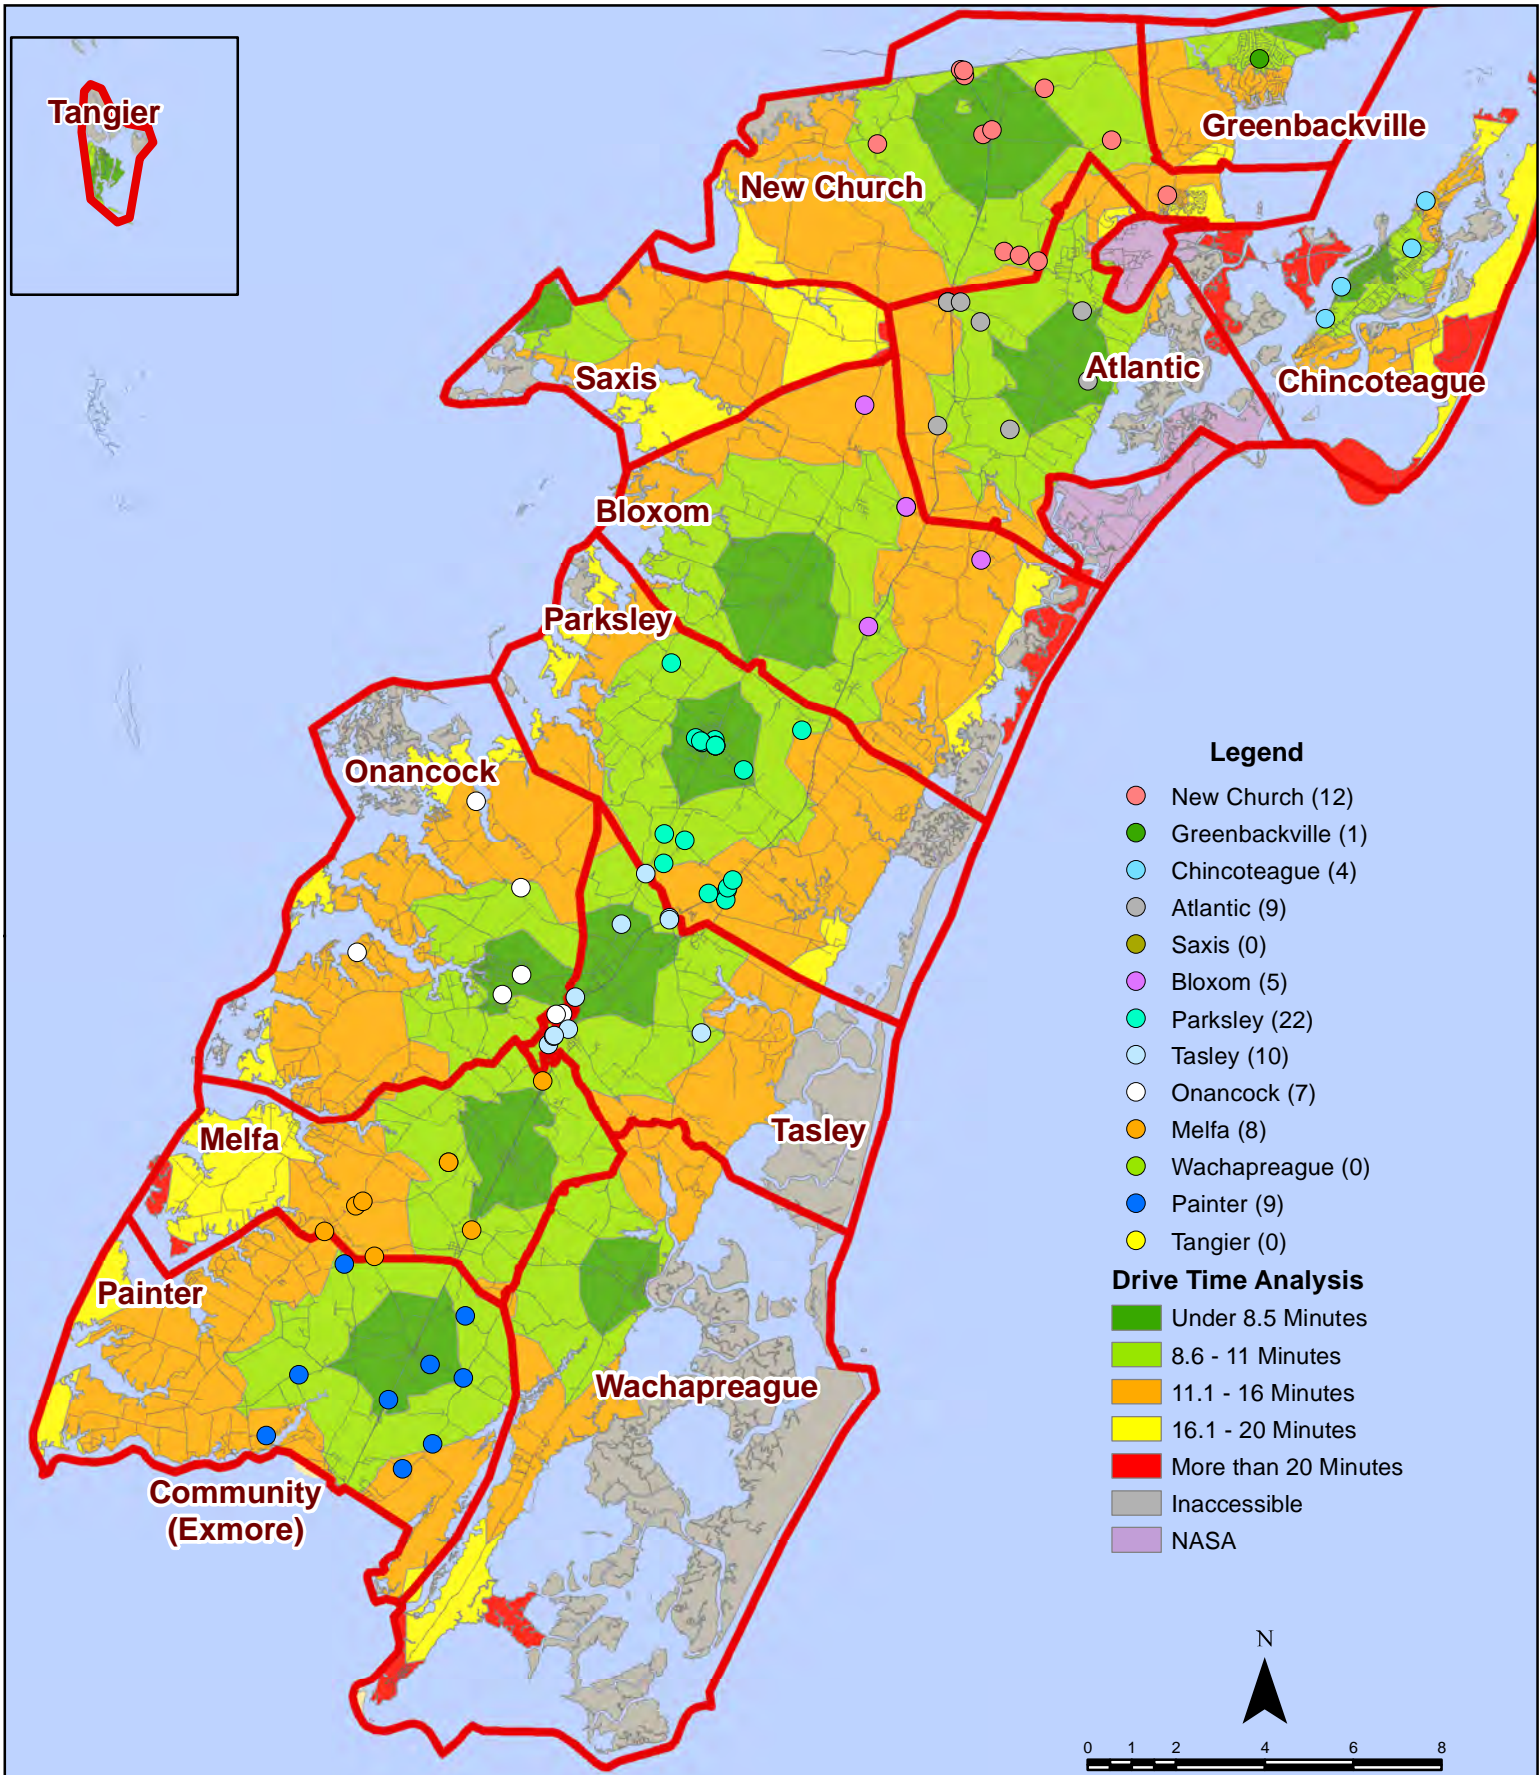 Tangier
Greenbackville
New Church
Saxis
Atlantic
Chincoteague
Bloxom
Parksley
Onancock
Tasley
Melfa
Painter
Wachapreague
Community
(Exmore)
Legend
New Church (12)
Greenbackville (1)
Chincoteague (4)
Atlantic (9)
Saxis (0)
Bloxom (5)
Parksley (22)
Tasley (10)
Onancock (7)
Melfa (8)
Wachapreague (0)
Painter (9)
Tangier (0)
Drive Time Analysis
Under 8.5 Minutes
8.6 - 11 Minutes
11.1 - 16 Minutes
16.1 - 20 Minutes
More than 20 Minutes
Inaccessible
NASA
N
0 1 2 4 6 8